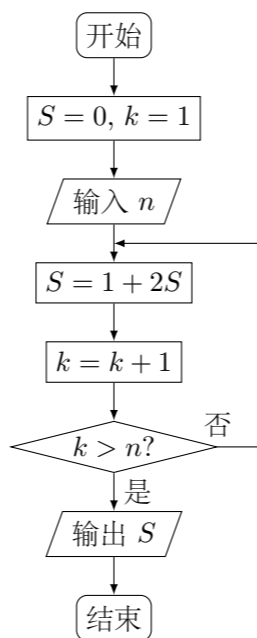 开始
S = 0, k = 1
输入 n
S = 1 + 2S
k = k + 1
k > n?
否
是
输出 S
结束